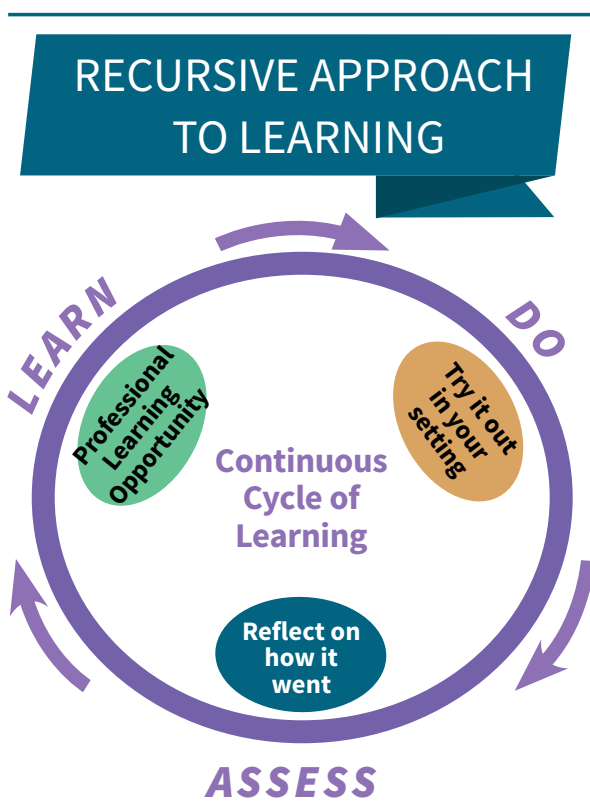 RECURSIVE APPROACH
TO LEARNING
LEARN
DO
Professional
Learning
Opportunity
Try it out
in your
setting
Continuous
Cycle of
Learning
Reflect on
how it
went
ASSESS